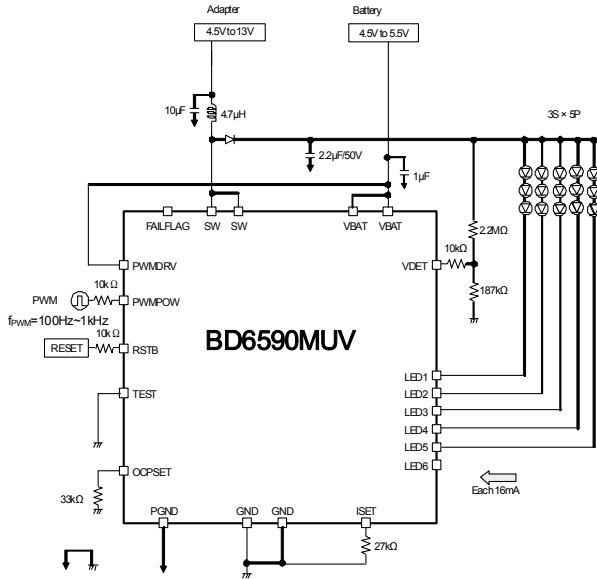 Adapter
Battery
4.5V to 13V
4.5V to 5.5V
10µF
4.7µH
3S × 5P
2.2µF/50V
1µF
FAILFLAG
SW
SW
VBAT
VBAT
2.2MΩ
10kΩ
PWMDRV
VDET
10kΩ
PWM
PWMPOW
187kΩ
fPWM=100Hz~1kHz
10kΩ
BD6590MUV
RESET
RSTB
LED1
TEST
LED2
LED3
LED4
LED5
LED6
OCPSET
Each 16mA
33kΩ
PGND
GND
GND
ISET
27kΩ